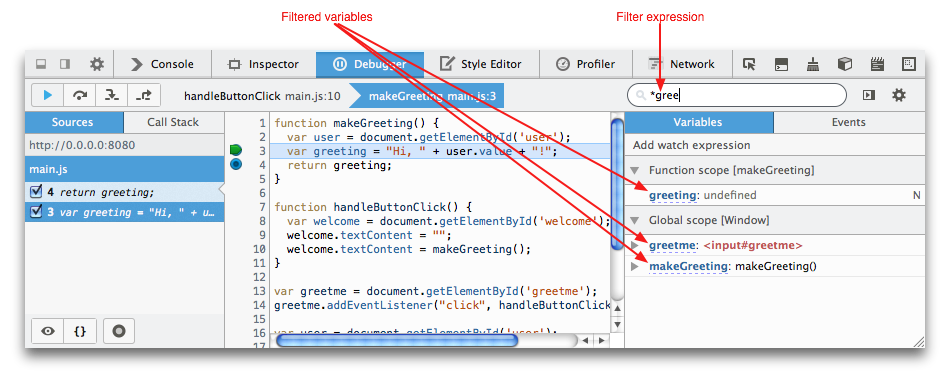 Filtered variables
Filter expression
Console
Inspector
Debugger
Style Editor
Profiler
Network
handleButtonClick main.js:10
makeGreeting main.js:3
*gree
Sources
Call Stack
http://0.0.0.0:8080
main.js
4 return greeting;
3 var greeting = "Hi, " + u…
1 function makeGreeting() {
2 var user = document.getElementById('user');
3 var greeting = "Hi, " + user.value + "!";
4 return greeting;
5 }
6
7 function handleButtonClick() {
8 var welcome = document.getElementById('welcome');
9 welcome.textContent = "";
10 welcome.textContent = makeGreeting();
11 }
12
13 var greetme = document.getElementById('greetme');
14 greetme.addEventListener("click", handleButtonClick
15
16 var user = document.getElementById('user');
17
Variables
Events
Add watch expression
Function scope [makeGreeting]
greeting: undefined
N
Global scope [Window]
greetme: <input#greetme>
makeGreeting: makeGreeting()
{}